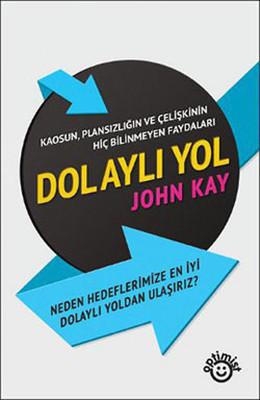 KAOSUN, PLANSIZLIĞIN VE ÇELİŞKİNİN
HİÇ BİLİNMEYEN FAYDALARI
DOLAYLI YOL
JOHN KAY
NEDEN HEDEFLERİMİZE EN İYİ
DOLAYLI YOLDAN ULAŞIRIZ?
optimist